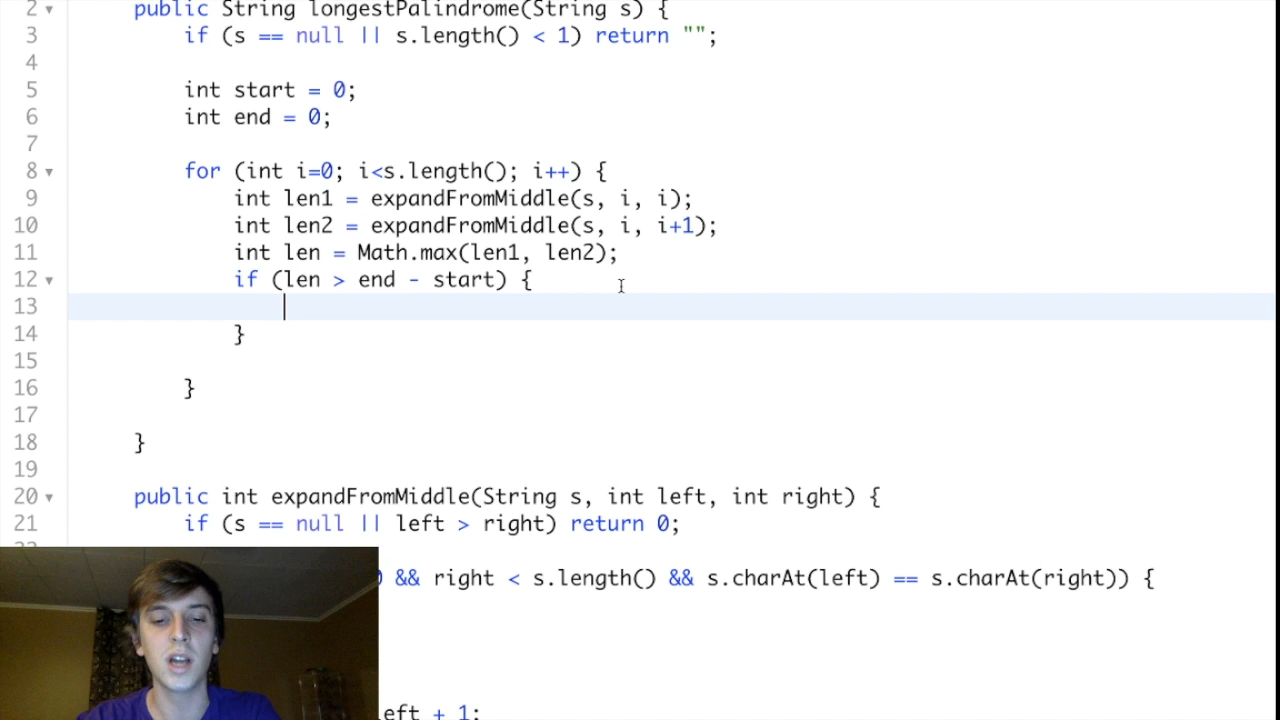 2 public String longestPalindrome(String s) {
3 if (s == null || s.length() < 1) return "";
4
5 int start = 0;
6 int end = 0;
7
8 for (int i=0; i<s.length(); i++) {
9 int len1 = expandFromMiddle(s, i, i);
10 int len2 = expandFromMiddle(s, i, i+1);
11 int len = Math.max(len1, len2);
12 if (len > end - start) {
13
14 }
15
16 }
17
18 }
19
20 public int expandFromMiddle(String s, int left, int right) {
21 if (s == null || left > right) return 0;
&& right < s.length() && s.charAt(left) == s.charAt(right)) {
+ 1;